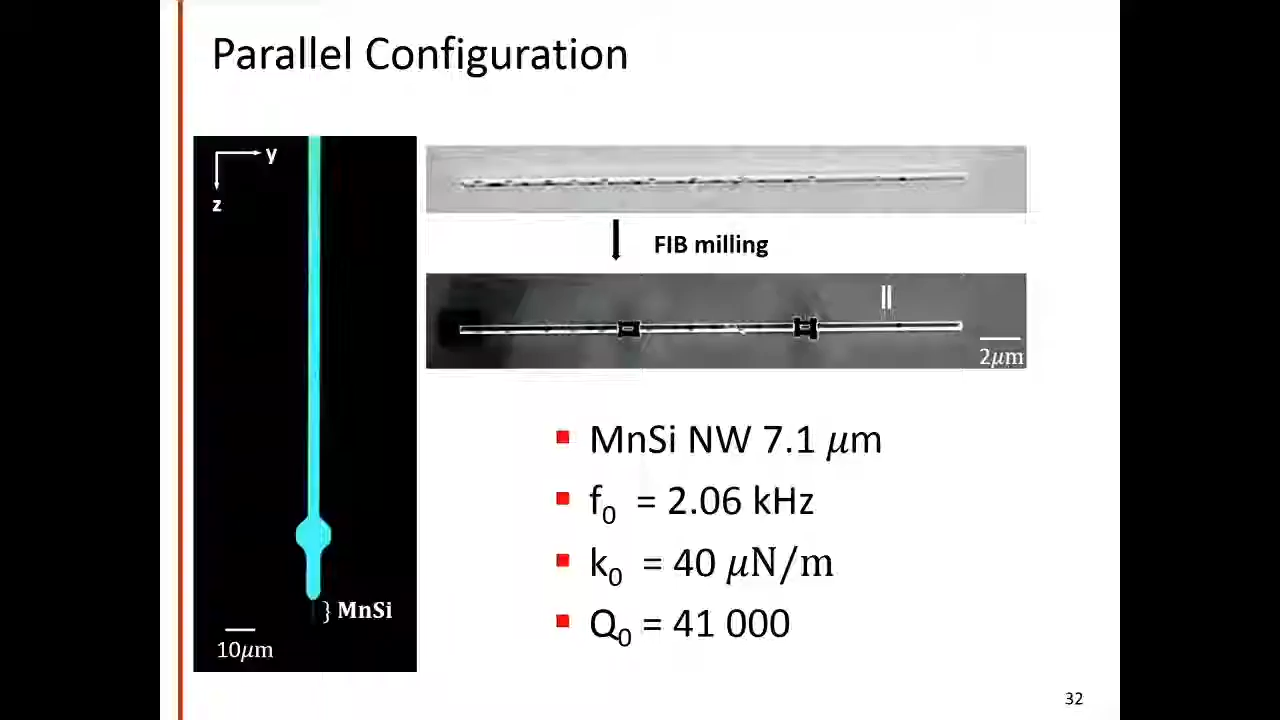 Parallel Configuration
y
z
FIB milling
||
2μm
} MnSi
10μm
▪ MnSi NW 7.1 μm
▪ f₀ = 2.06 kHz
▪ k₀ = 40 μN/m
▪ Q₀ = 41 000
32